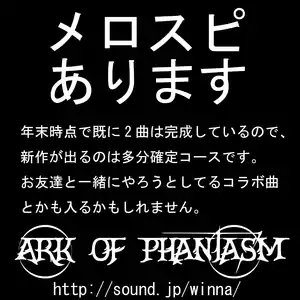 メロスピ
あります
年末時点で既に２曲は完成しているので、
新作が出るのは多分確定コースです。
お友達と一緒にやろうとしてるコラボ曲
とかも入るかもしれません。
ARK OF PHANTASM
http://sound.jp/winna/